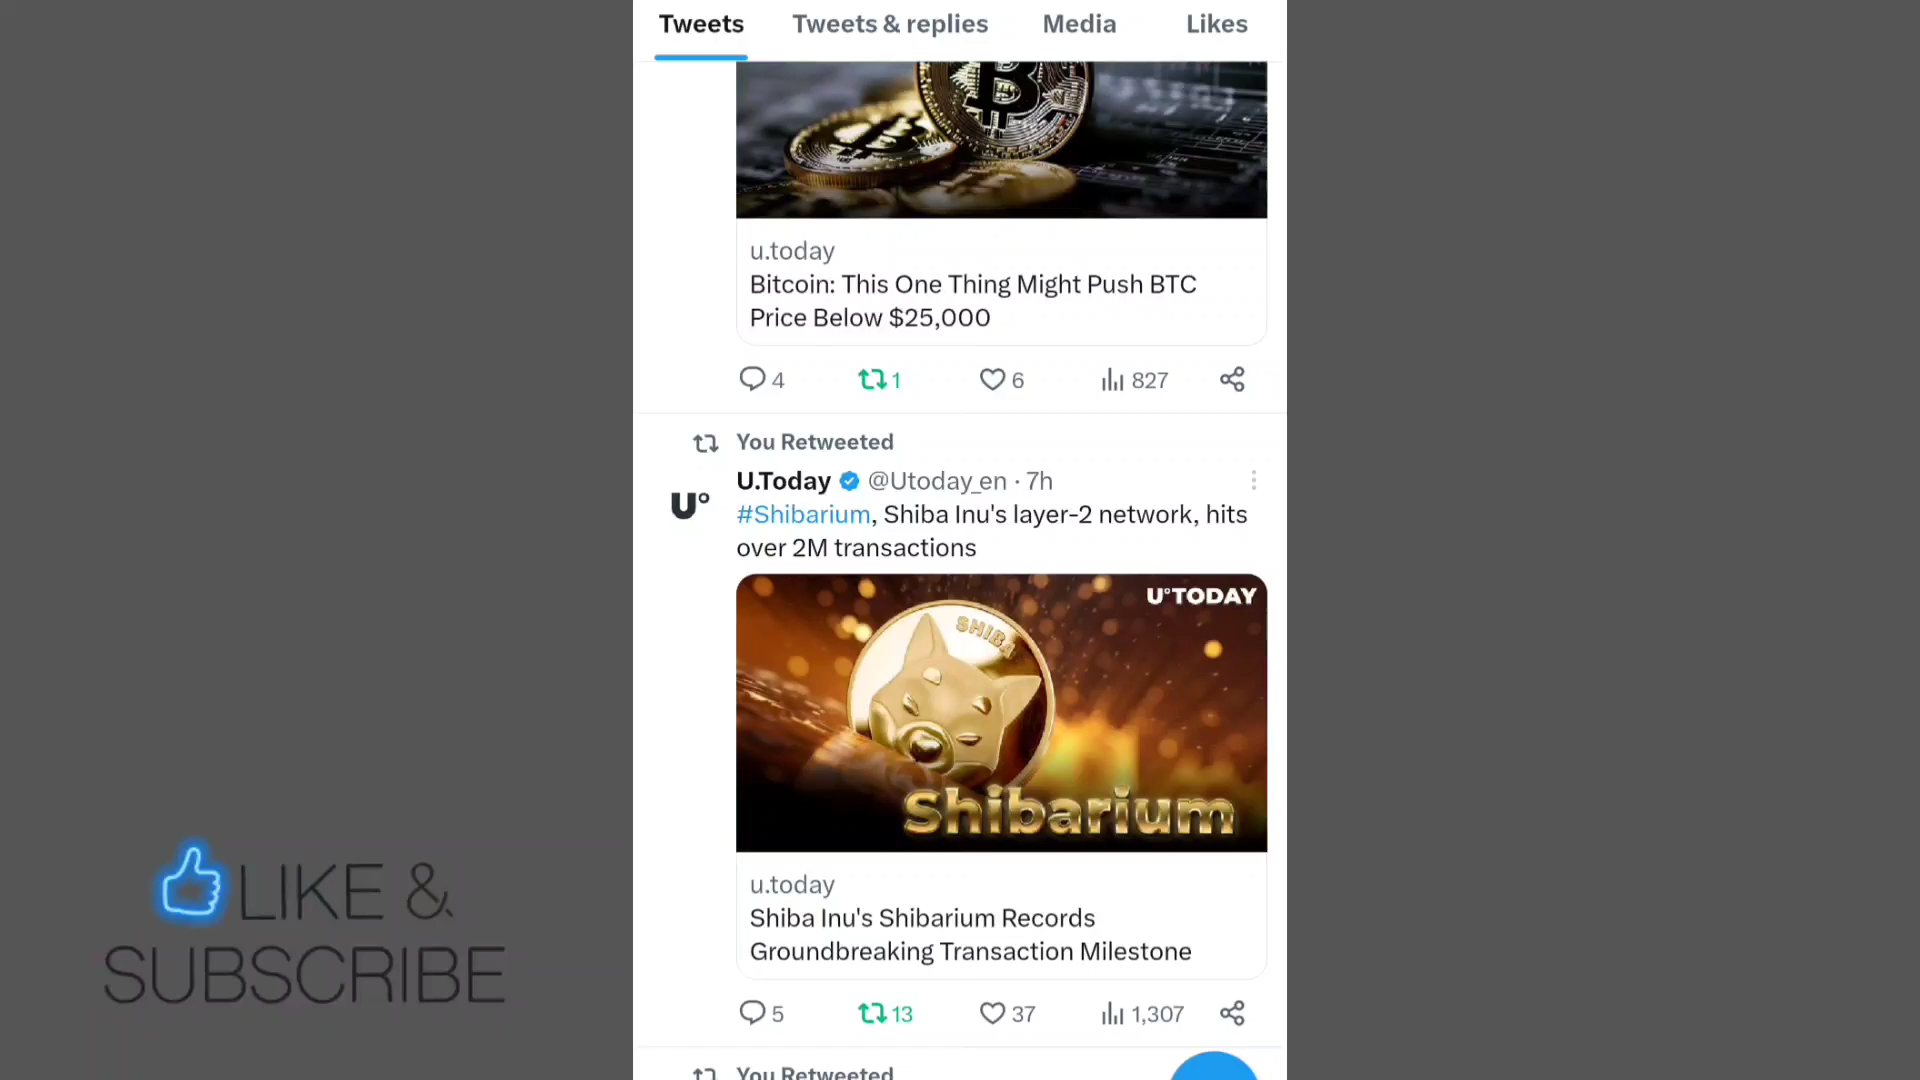 Tweets Tweets & replies Media Likes
u.today
Bitcoin: This One Thing Might Push BTC
Price Below $25,000
4 1 6 827
You Retweeted
U.Today @Utoday_en · 7h
U°
#Shibarium, Shiba Inu's layer-2 network, hits
over 2M transactions
U°TODAY
SHIBA
Shibarium
u.today
Shiba Inu's Shibarium Records
Groundbreaking Transaction Milestone
5 13 37 1,307
You Retweeted
LIKE &
SUBSCRIBE